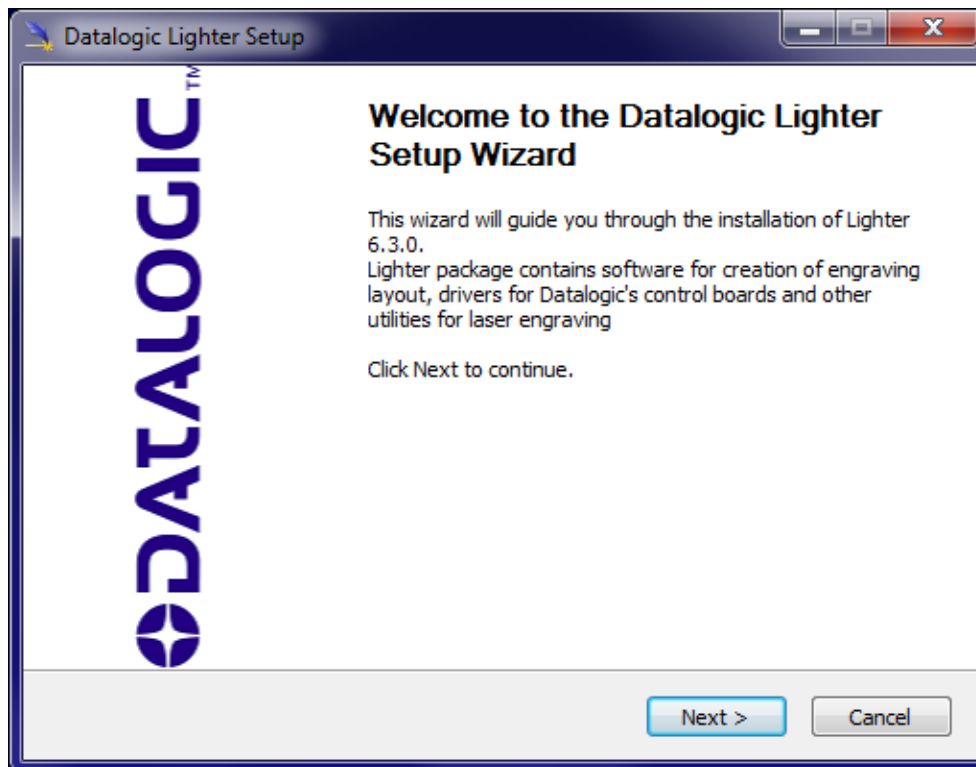 Datalogic Lighter Setup
DATALOGIC™
Welcome to the Datalogic Lighter
Setup Wizard
This wizard will guide you through the installation of Lighter
6.3.0.
Lighter package contains software for creation of engraving
layout, drivers for Datalogic's control boards and other
utilities for laser engraving
Click Next to continue.
Next >
Cancel